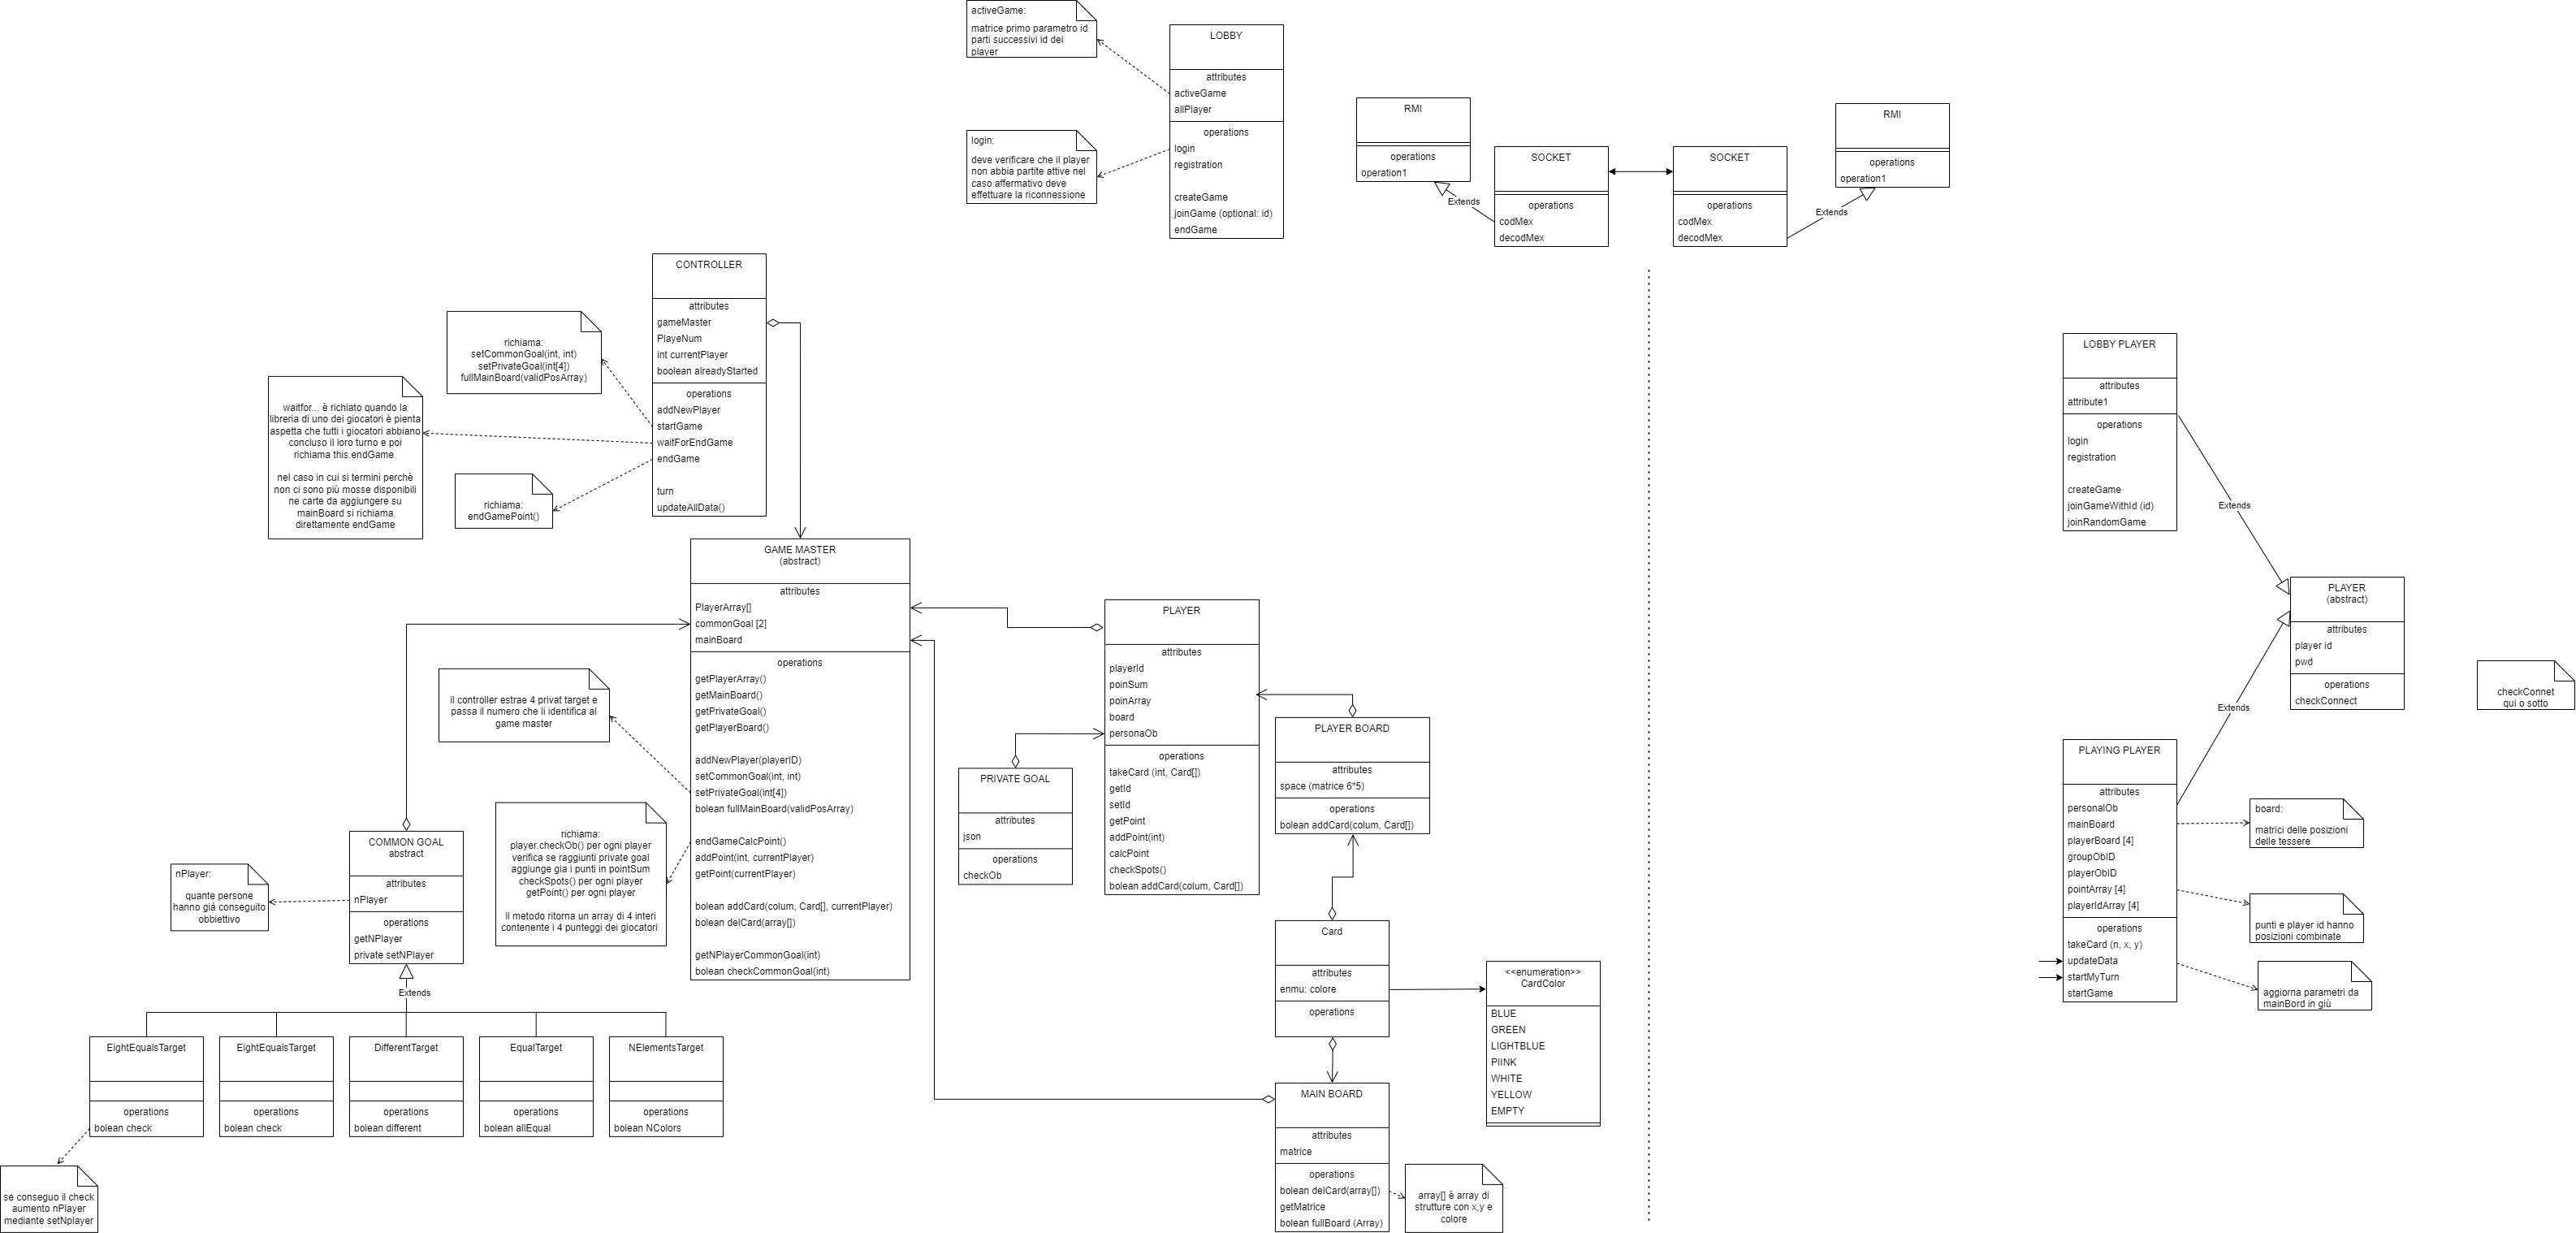 activeGame:
matrice primo parametro id
parti successivi id dei
player
LOBBY
attributes
activeGame
allPlayer
operations
login
registration
createGame
joinGame (optional: id)
endGame
login:
deve verificare che il player
non abbia partite attive nel
caso affermativo deve
effettuare la riconnessione
RMI
operations
operation1
Extends
SOCKET
operations
codMex
decodMex
SOCKET
operations
codMex
decodMex
RMI
operations
operation1
Extends
CONTROLLER
attributes
gameMaster
PlayeNum
int currentPlayer
boolean alreadyStarted
operations
addNewPlayer
startGame
waitForEndGame
endGame
turn
updateAllData()
richiama:
setCommonGoal(int, int)
setPrivateGoal(int[4])
fullMainBoard(validPosArray)
waitfor... è richiato quando la
libreria di uno dei giocatori è pienta
aspetta che tutti i giocatori abbiano
concluso il loro turno e poi
richiama this.endGame
nel caso in cui si termini perchè
non ci sono più mosse disponibili
ne carte da aggiungere su
mainBoard si richiama
direttamente endGame
richiama:
endGamePoint()
GAME MASTER
(abstract)
attributes
PlayerArray[]
commonGoal [2]
mainBoard
operations
getPlayerArray()
getMainBoard()
getPrivateGoal()
getPlayerBoard()
addNewPlayer(playerID)
setCommonGoal(int, int)
setPrivateGoal(int[4])
bolean fullMainBoard(validPosArray)
endGameCalcPoint()
addPoint(int, currentPlayer)
getPoint(currentPlayer)
bolean addCard(colum, Card[], currentPlayer)
bolean delCard(array[])
getNPlayerCommonGoal(int)
bolean checkCommonGoal(int)
il controller estrae 4 privat target e
passa il numero che li identifica al
game master
richiama:
player.checkOb() per ogni player
verifica se raggiunti private goal
aggiunge gia i punti in pointSum
checkSpots() per ogni player
getPoint() per ogni player
il metodo ritorna un array di 4 interi
contenente i 4 punteggi dei giocatori
COMMON GOAL
abstract
attributes
nPlayer
operations
getNPlayer
private setNPlayer
nPlayer:
quante persone
hanno già conseguito
obbiettivo
Extends
EightEqualsTarget
operations
bolean check
EightEqualsTarget
operations
bolean check
DifferentTarget
operations
bolean different
EqualTarget
operations
bolean allEqual
NElementsTarget
operations
bolean NColors
se conseguo il check
aumento nPlayer
mediante setNplayer
PLAYER
attributes
playerId
poinSum
poinArray
board
personaOb
operations
takeCard (int, Card[])
getId
setId
getPoint
addPoint(int)
calcPoint
checkSpots()
bolean addCard(colum, Card[])
PRIVATE GOAL
attributes
json
operations
checkOb
PLAYER BOARD
attributes
space (matrice 6*5)
operations
bolean addCard(colum, Card[])
Card
attributes
enmu: colore
operations
<<enumeration>>
CardColor
BLUE
GREEN
LIGHTBLUE
PIINK
WHITE
YELLOW
EMPTY
MAIN BOARD
attributes
matrice
operations
bolean delCard(array[])
getMatrice
bolean fullBoard (Array)
array[] è array di
strutture con x,y e
colore
LOBBY PLAYER
attributes
attribute1
operations
login
registration
createGame
joinGameWithId (id)
joinRandomGame
Extends
PLAYER
(abstract)
attributes
player id
pwd
operations
checkConnect
checkConnet
qui o sotto
Extends
PLAYING PLAYER
attributes
personalOb
mainBoard
playerBoard [4]
groupObID
playerObID
pointArray [4]
playerIdArray [4]
operations
takeCard (n, x, y)
updateData
startMyTurn
startGame
board:
matrici delle posizioni
delle tessere
punti e player id hanno
posizioni combinate
aggiorna parametri da
mainBord in giù